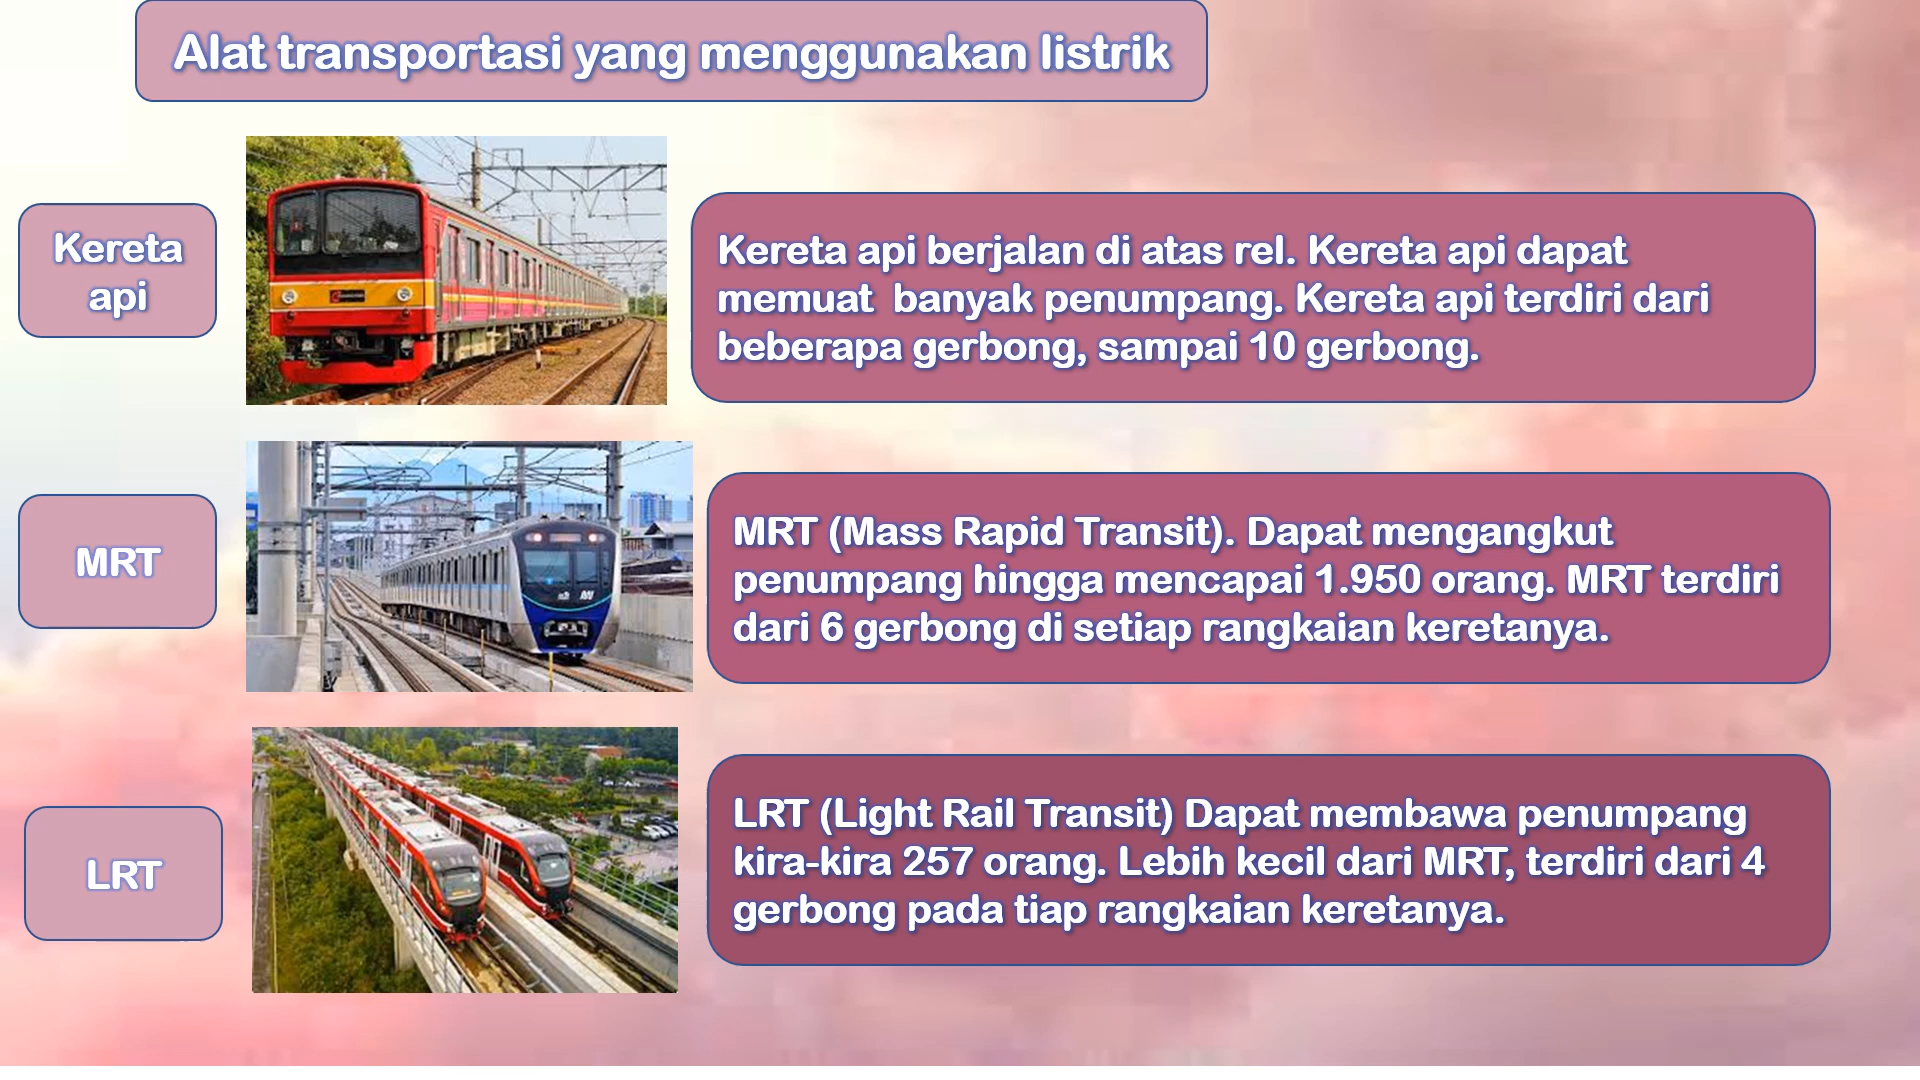 Alat transportasi yang menggunakan listrik
Kereta
api
Kereta api berjalan di atas rel. Kereta api dapat
memuat  banyak penumpang. Kereta api terdiri dari
beberapa gerbong, sampai 10 gerbong.
MRT
MRT (Mass Rapid Transit). Dapat mengangkut
penumpang hingga mencapai 1.950 orang. MRT terdiri
dari 6 gerbong di setiap rangkaian keretanya.
LRT
LRT (Light Rail Transit) Dapat membawa penumpang
kira-kira 257 orang. Lebih kecil dari MRT, terdiri dari 4
gerbong pada tiap rangkaian keretanya.